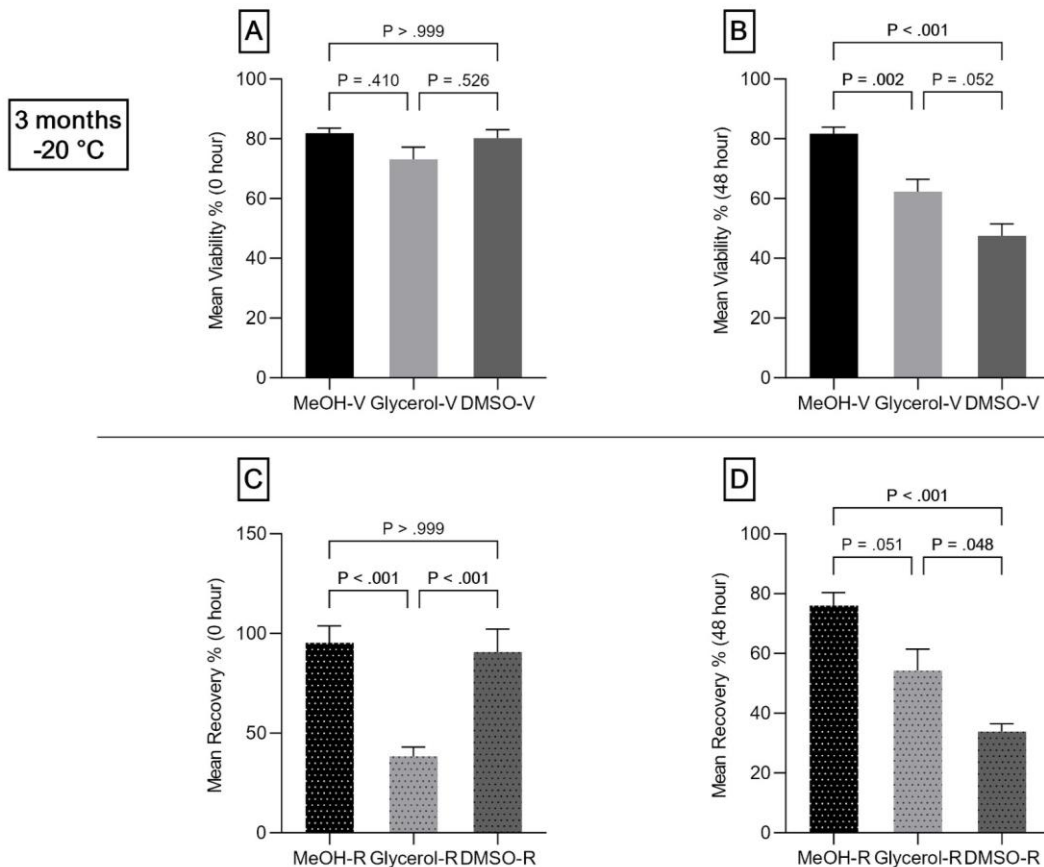 3 months
-20 °C
A
P > .999
P = .410
P = .526
100
80
60
40
20
0
Mean Viability % (0 hour)
MeOH-V Glycerol-V DMSO-V
B
P < .001
P = .002
P = .052
100
80
60
40
20
0
Mean Viability % (48 hour)
MeOH-V Glycerol-V DMSO-V
C
P > .999
P < .001
P < .001
150
100
50
0
Mean Recovery % (0 hour)
MeOH-R Glycerol-R DMSO-R
D
P < .001
P = .051
P = .048
100
80
60
40
20
0
Mean Recovery % (48 hour)
MeOH-R Glycerol-R DMSO-R